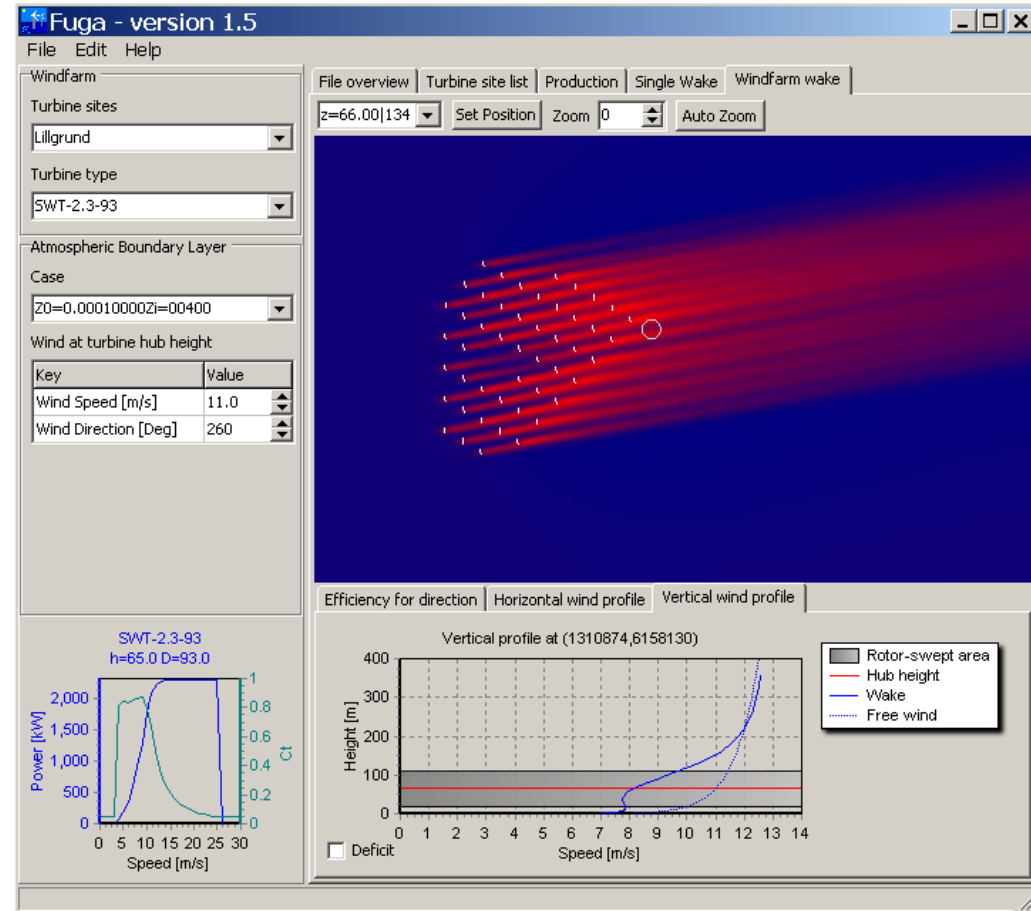 Fuga - version 1.5
File Edit Help
Windfarm
Turbine sites
Lillgrund
Turbine type
SWT-2.3-93
Atmospheric Boundary Layer
Case
Z0=0.00010000Zi=00400
Wind at turbine hub height
Key Value
Wind Speed [m/s] 11.0
Wind Direction [Deg] 260
SWT-2.3-93
h=65.0 D=93.0
2,000
1,500
1,000
500
0
Power [kW]
1
0.8
0.6
0.4
0.2
0
Ct
0 5 10 15 20 25 30
Speed [m/s]
File overview Turbine site list Production Single Wake Windfarm wake
z=66.00|134 Set Position Zoom 0 Auto Zoom
Efficiency for direction Horizontal wind profile Vertical wind profile
Vertical profile at (1310874,6158130)
400
300
200
100
0
Height [m]
0 1 2 3 4 5 6 7 8 9 10 11 12 13 14
Speed [m/s]
Deficit
Rotor-swept area
Hub height
Wake
Free wind